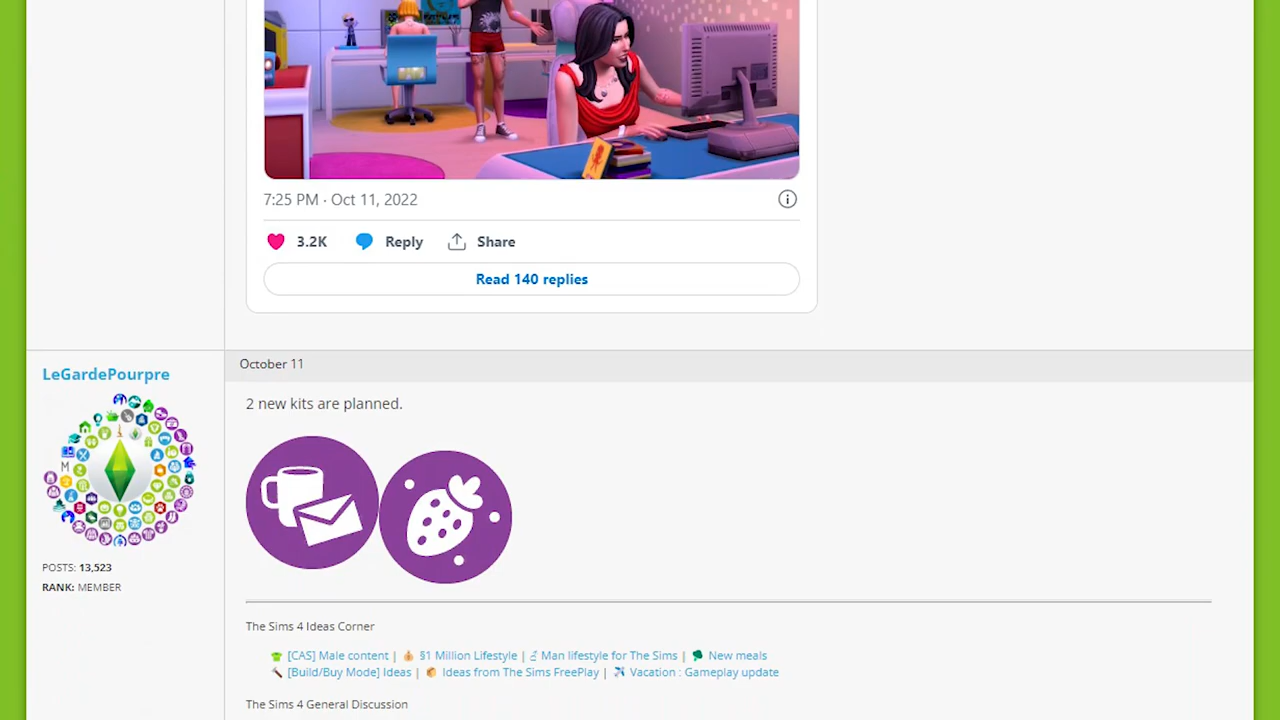 7:25 PM · Oct 11, 2022
3.2K Reply Share
Read 140 replies
LeGardePourpre
October 11
2 new kits are planned.
M
POSTS: 13,523
RANK: MEMBER
The Sims 4 Ideas Corner
[CAS] Male content | §1 Million Lifestyle | Man lifestyle for The Sims | New meals
[Build/Buy Mode] Ideas | Ideas from The Sims FreePlay | Vacation : Gameplay update
The Sims 4 General Discussion